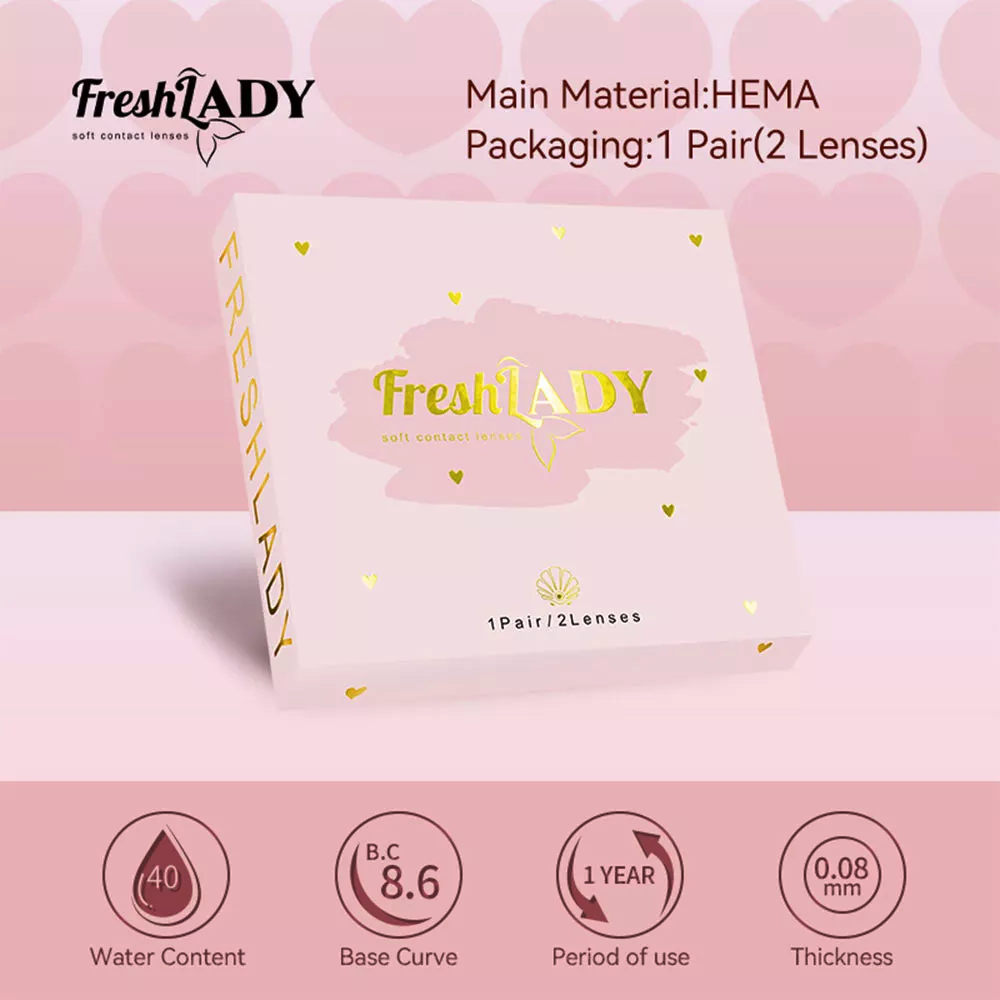 FreshLADY
soft contact lenses
Main Material:HEMA
Packaging:1 Pair(2 Lenses)
FRESHLADY
FreshLADY
soft contact lenses
1Pair/2Lenses
40
Water Content
B.C
8.6
Base Curve
1 YEAR
Period of use
0.08
mm
Thickness